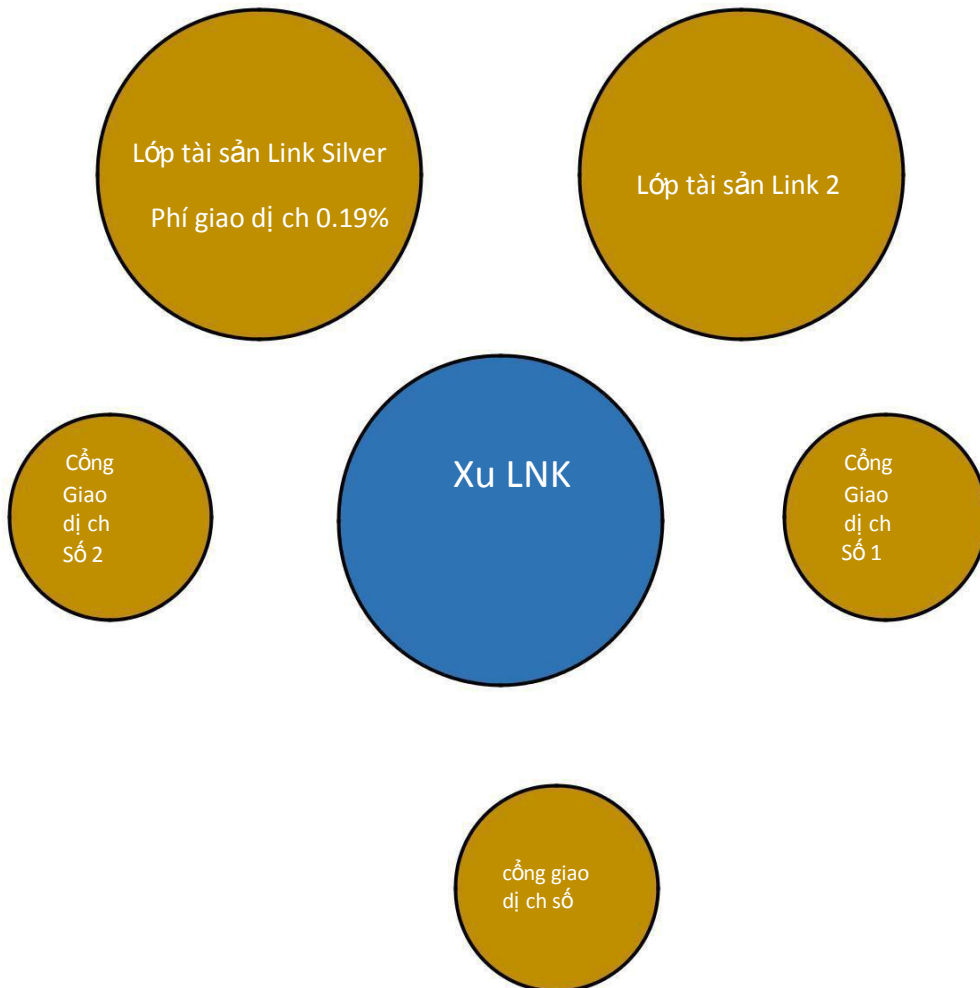 Lớp tài sản Link Silver
Phí giao dị ch 0.19%
Lớp tài sản Link 2
Xu LNK
Cổng
Giao
dị ch
Số 2
Cổng
Giao
dị ch
Số 1
cổng giao
dị ch số